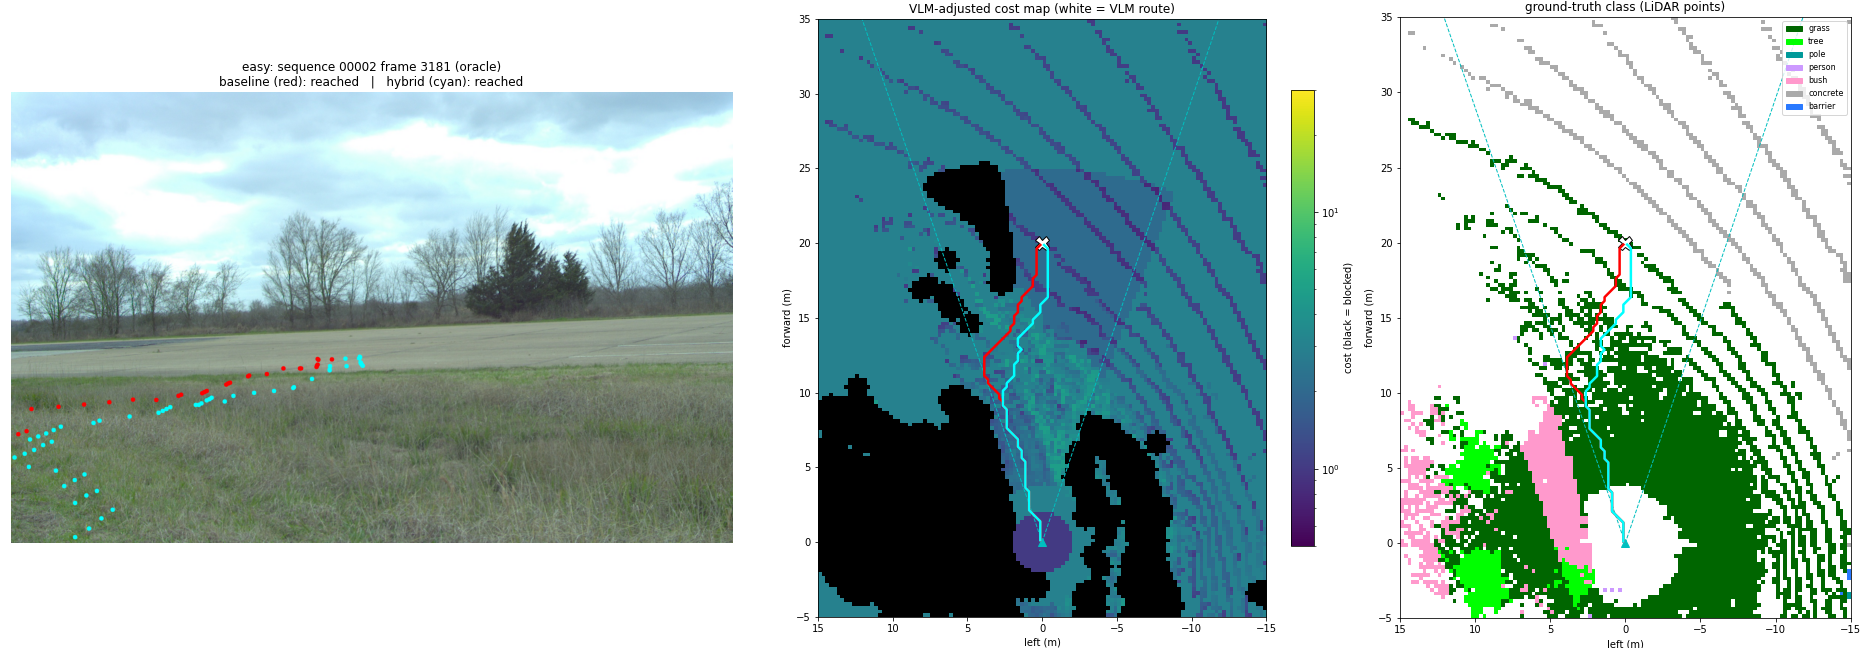 easy: sequence 00002 frame 3181 (oracle)
baseline (red): reached   |   hybrid (cyan): reached
VLM-adjusted cost map (white = VLM route)
35
30
25
20
15
10
5
0
−5
forward (m)
15
10
5
0
−5
−10
−15
left (m)
10¹
10⁰
cost (black = blocked)
ground-truth class (LiDAR points)
grass
tree
pole
person
bush
concrete
barrier
35
30
25
20
15
10
5
0
−5
forward (m)
15
10
5
0
−5
−10
−15
left (m)